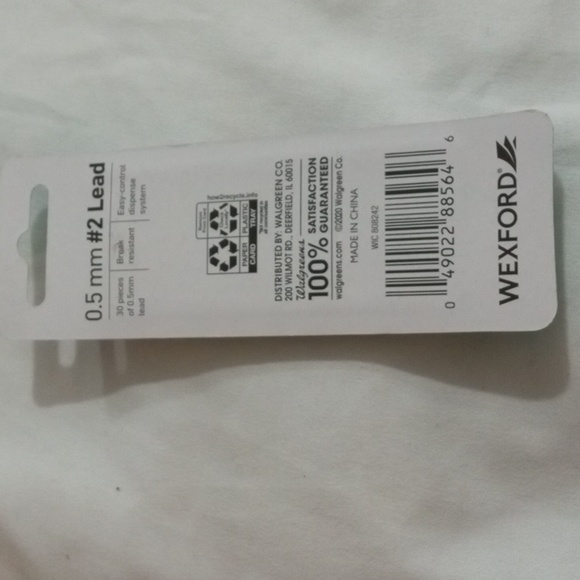 0.5 mm #2 Lead
30 pieces
of 0.5mm
lead
Break
resistant
Easy-control
dispense
system
how2recycle.info
PAPER
CARD
PLASTIC
TRAY
DISTRIBUTED BY: WALGREEN CO.
200 WILMOT RD., DEERFIELD, IL 60015
Walgreens
100% SATISFACTION
GUARANTEED
walgreens.com ©2020 Walgreen Co.
MADE IN CHINA
WIC 808242
0 49022 88564 6
WEXFORD®